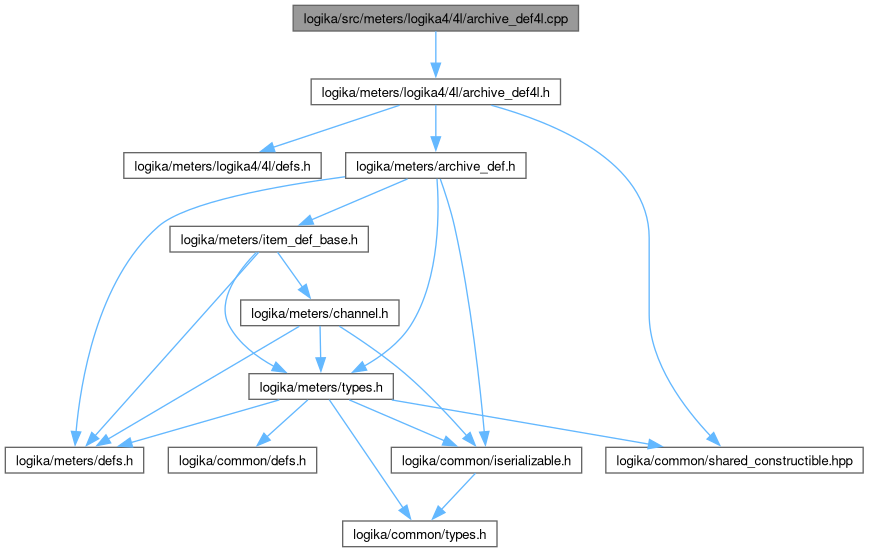 logika/src/meters/logika4/4l/archive_def4l.cpp
logika/meters/logika4/4l/archive_def4l.h
logika/meters/logika4/4l/defs.h
logika/meters/archive_def.h
logika/meters/item_def_base.h
logika/meters/channel.h
logika/meters/types.h
logika/meters/defs.h
logika/common/defs.h
logika/common/iserializable.h
logika/common/shared_constructible.hpp
logika/common/types.h